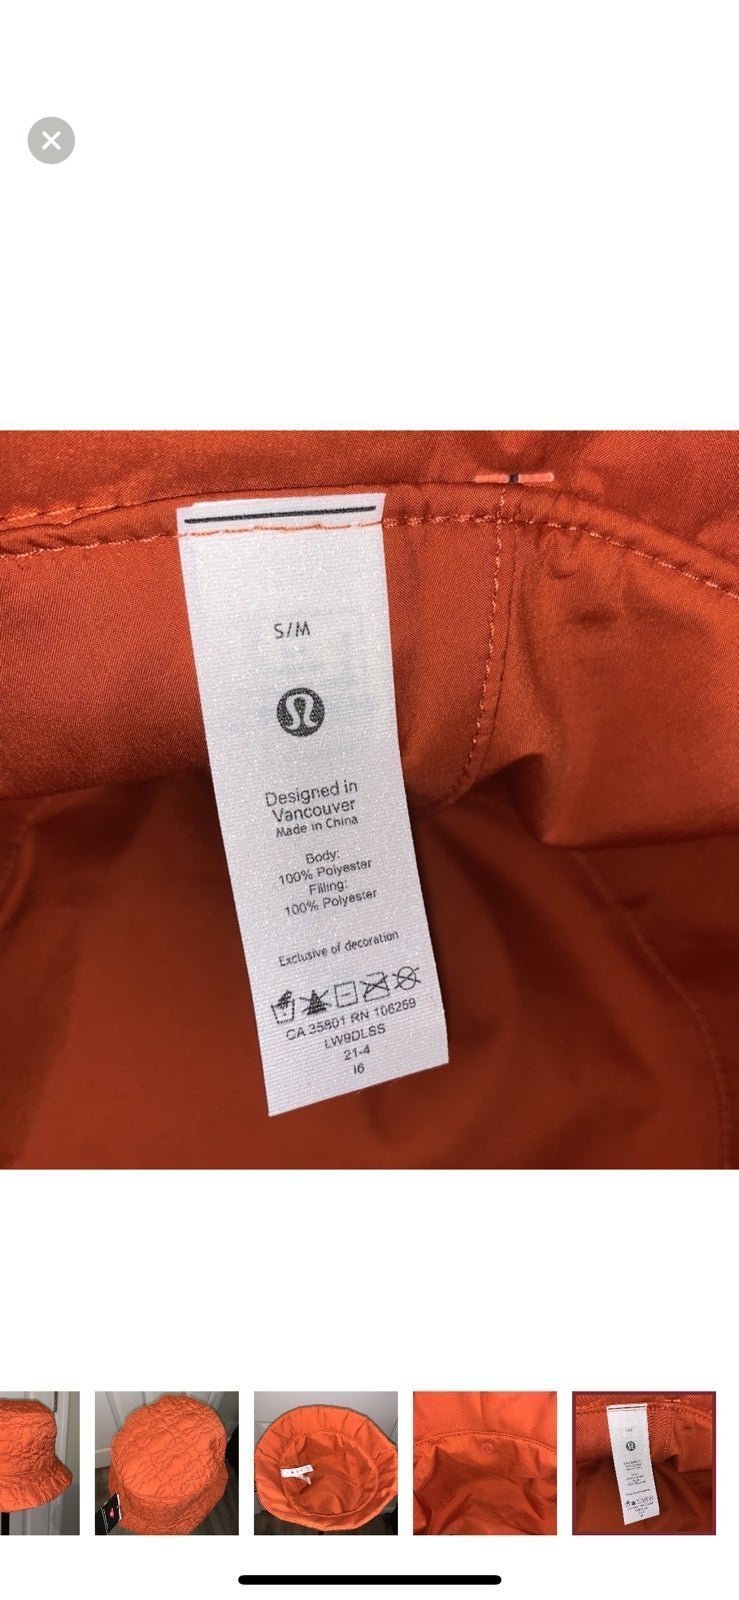 S/M
Designed in
Vancouver
Made in China
Body:
100% Polyester
Filling:
100% Polyester
Exclusive of decoration
CA 35801 RN 106259
LW9DLSS
21-4
I6